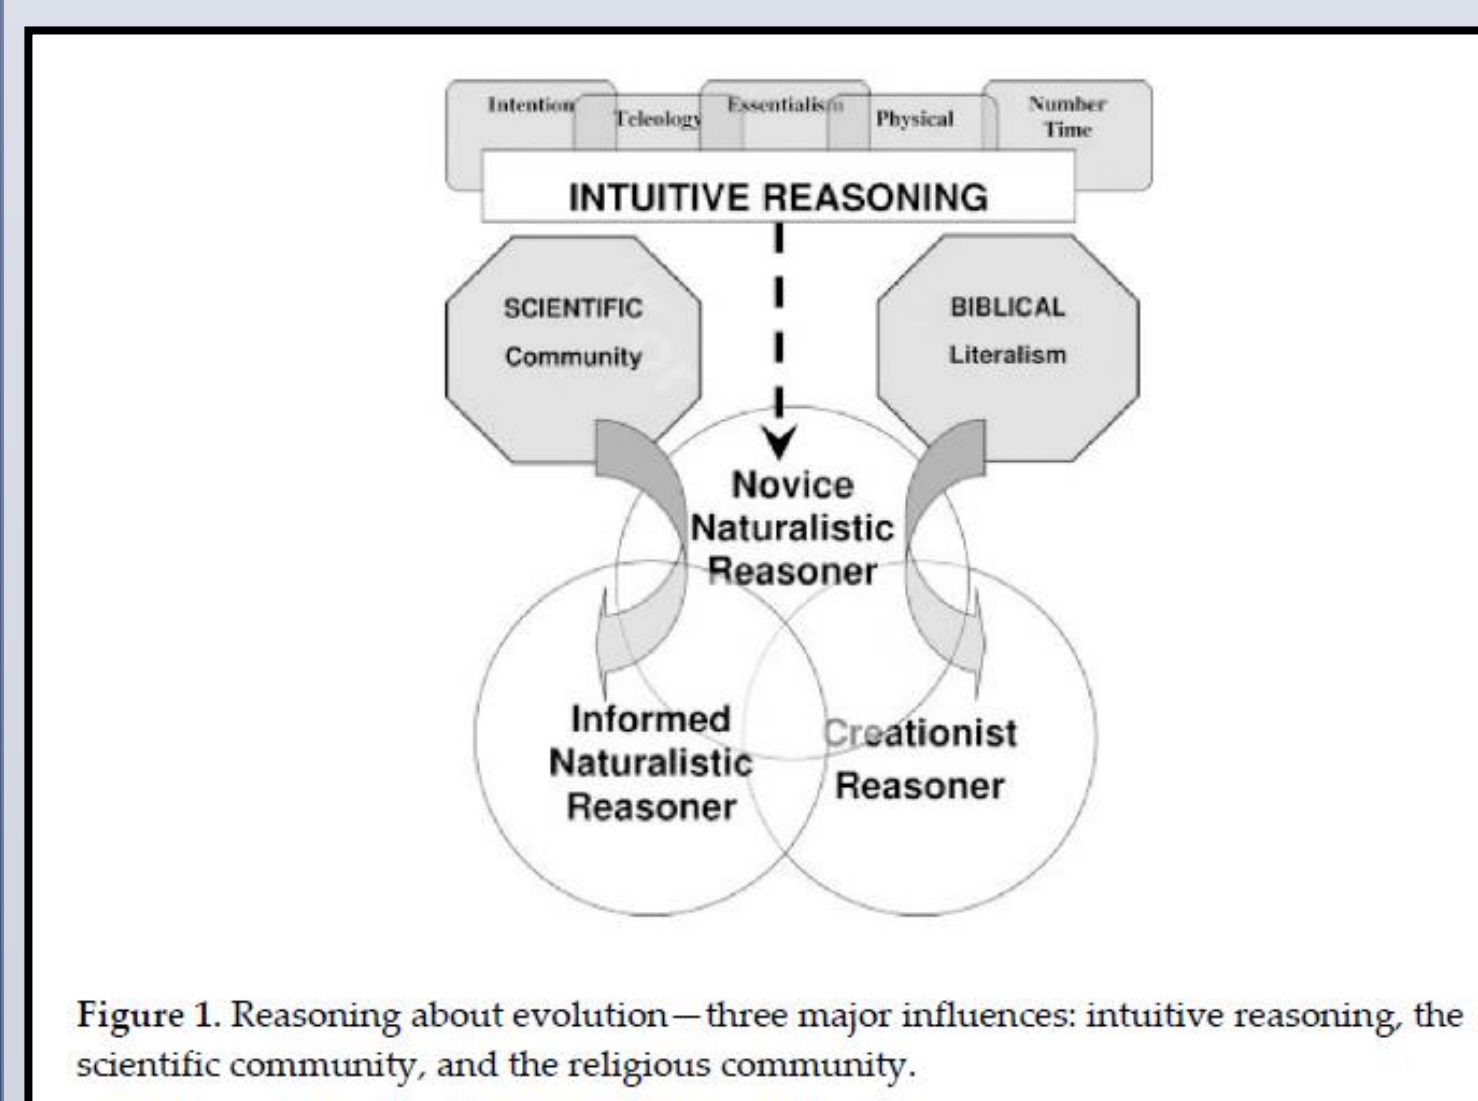 Intention
Teleology
Essentialism
Physical
Number
Time
INTUITIVE REASONING
SCIENTIFIC
Community
BIBLICAL
Literalism
Novice
Naturalistic
Reasoner
Informed
Naturalistic
Reasoner
Creationist
Reasoner
Figure 1. Reasoning about evolution—three major influences: intuitive reasoning, the
scientific community, and the religious community.